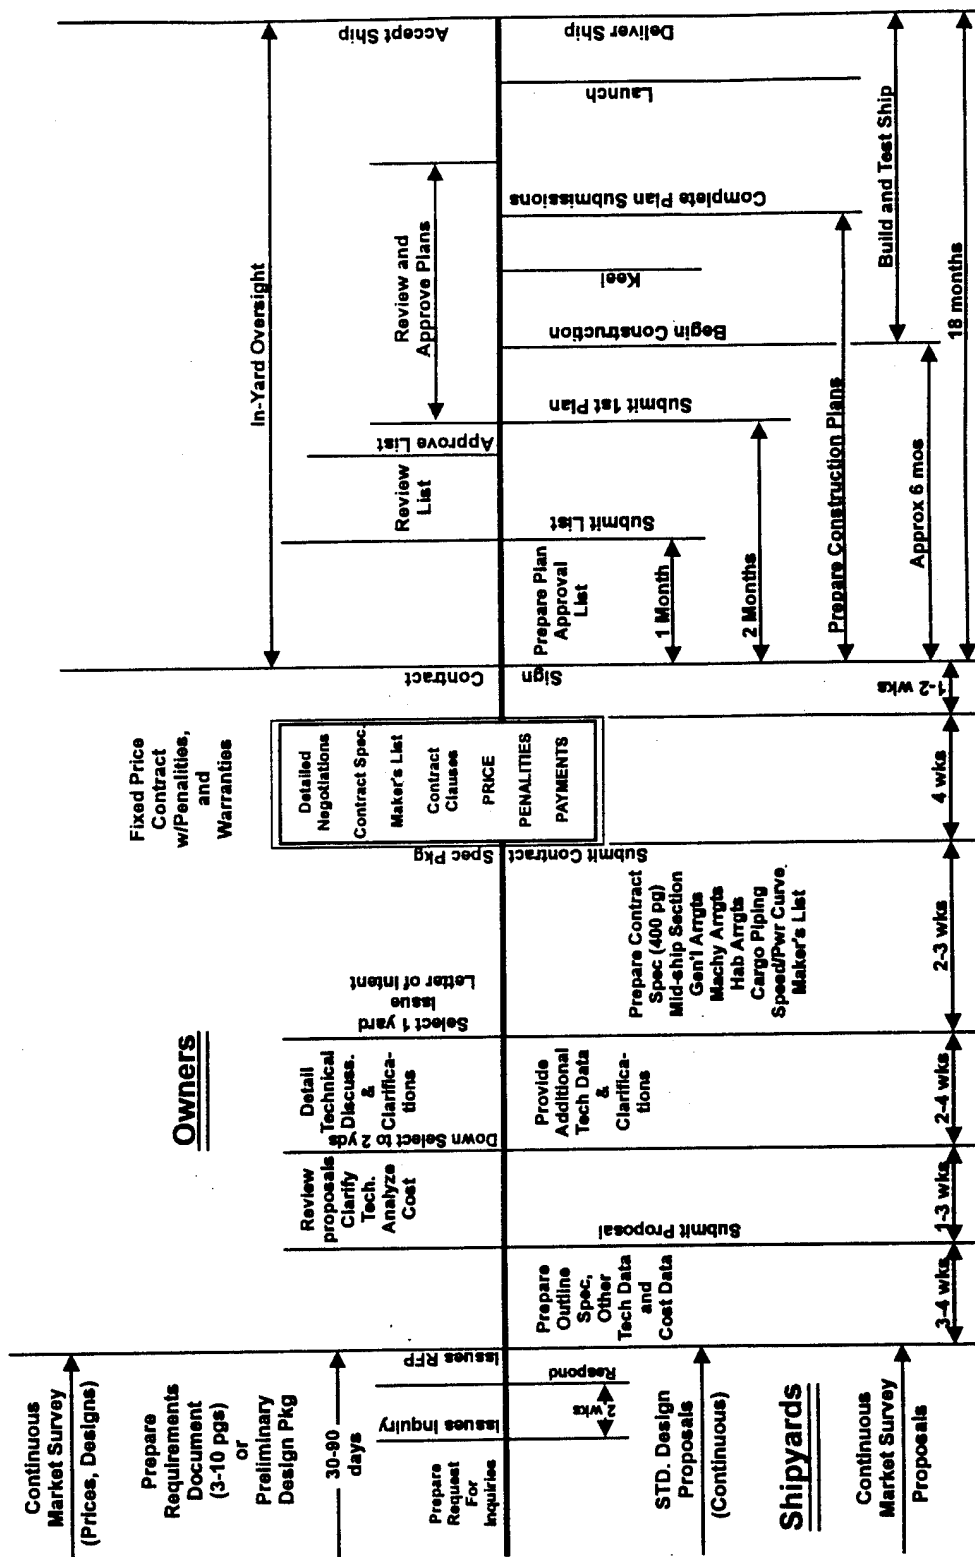 Owners
Continuous
Market Survey
(Prices, Designs)
Prepare
Requirements
Document
(3-10 pgs)
or
Preliminary
Design Pkg
30-90
days
Prepare
Request
For
Inquiries
Issues Inquiry
Issues RFP
Review
proposals
Clarify
Tech.
Analyze
Cost
Down Select to 2 yds
Detail
Technical
Discuss.
&
Clarifica-
tions
Select 1 yard
Issue
Letter of Intent
Fixed Price
Contract
w/Penalities,
and
Warranties
Spec Pkg
Detailed
Negotiations
Contract Spec.
Maker's List
Contract
Clauses
PRICE
PENALITIES
PAYMENTS
Contract
In-Yard Oversight
Review
List
Approve List
Review and
Approve Plans
Accept Ship
2 wks
Respond
STD. Design
Proposals
(Continuous)
Shipyards
Continuous
Market Survey
Proposals
Prepare
Outline
Spec,
Other
Tech Data
and
Cost Data
Submit Proposal
Provide
Additional
Tech Data
&
Clarifica-
tions
Prepare Contract
Spec (400 pg)
Mid-ship Section
Gen'l Arrgts
Machy Arrgts
Hab Arrgts
Cargo Piping
Speed/Pwr Curve
Maker's List
Submit Contract
Sign
Prepare Plan
Approval
List
Submit List
Submit 1st Plan
Begin Construction
Keel
Complete Plan Submissions
Launch
Deliver Ship
1 Month
2 Months
Prepare Construction Plans
Approx 6 mos
Build and Test Ship
3-4 wks
1-3 wks
2-4 wks
2-3 wks
4 wks
1-2 wks
18 months